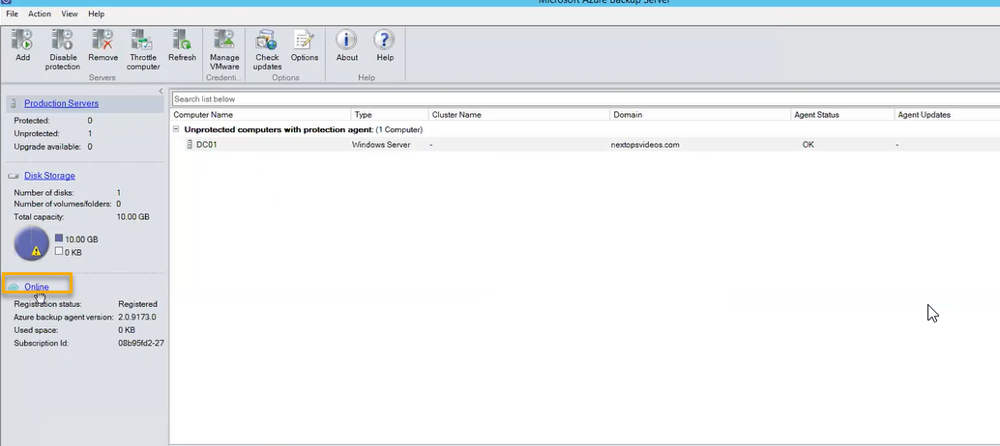 Microsoft Azure Backup Server
File Action View Help
Add
Disable protection
Remove
Throttle computer
Refresh
Manage VMware
Check updates
Options
About
Help
Servers
Credenti...
Options
Help
Production Servers
Protected: 0
Unprotected: 1
Upgrade available: 0
Disk Storage
Number of disks: 1
Number of volumes/folders: 0
Total capacity: 10.00 GB
10.00 GB
0 KB
Online
Registration status: Registered
Azure backup agent version: 2.0.9173.0
Used space: 0 KB
Subscription Id: 08b95fd2-27
Search list below
Computer Name Type Cluster Name Domain Agent Status Agent Updates
Unprotected computers with protection agent: (1 Computer)
DC01 Windows Server - nextopsvideos.com OK -